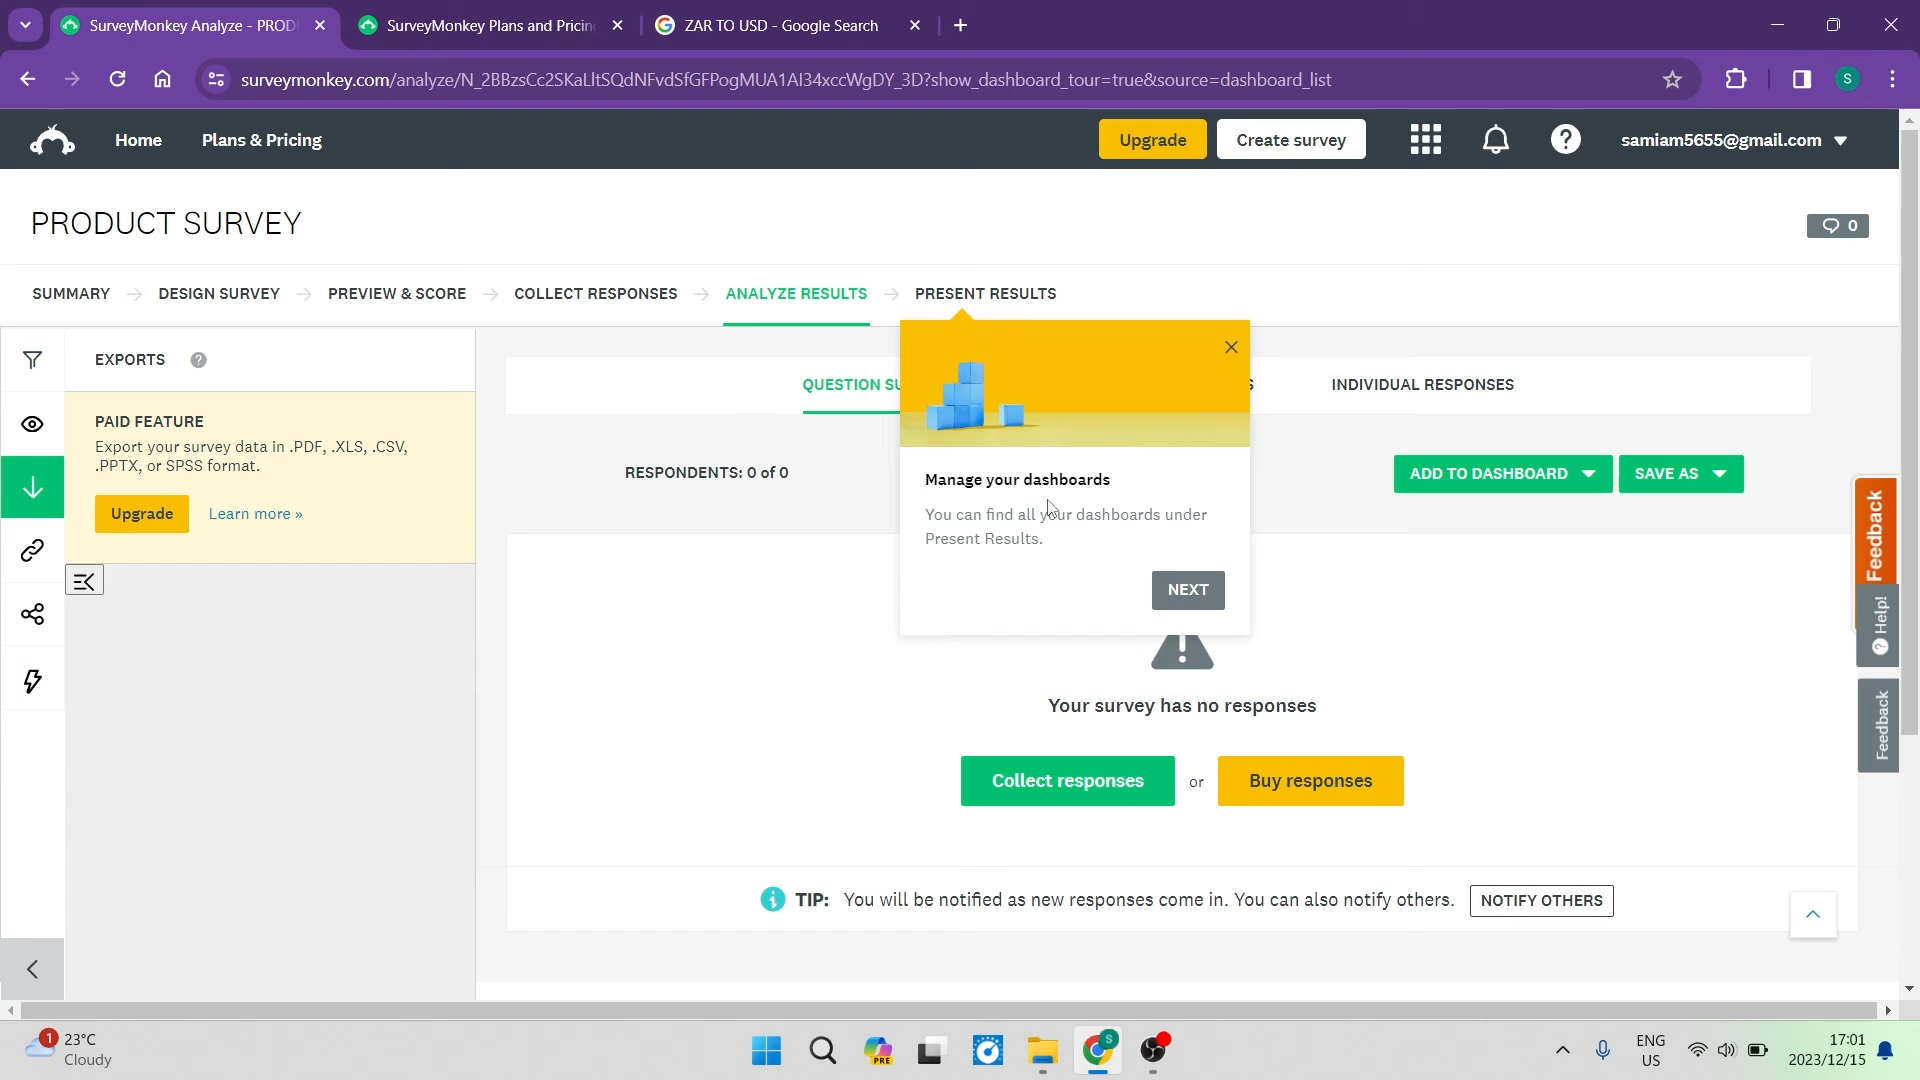 SurveyMonkey Analyze - PROD
SurveyMonkey Plans and Pricin
ZAR TO USD - Google Search
surveymonkey.com/analyze/N_2BBzsCc2SKaLltSQdNFvdSfGFPogMUA1AI34xccWgDY_3D?show_dashboard_tour=true&source=dashboard_list
S
Home
Plans & Pricing
Upgrade
Create survey
samiam5655@gmail.com
PRODUCT SURVEY
0
SUMMARY
DESIGN SURVEY
PREVIEW & SCORE
COLLECT RESPONSES
ANALYZE RESULTS
PRESENT RESULTS
EXPORTS
PAID FEATURE
Export your survey data in .PDF, .XLS, .CSV,
.PPTX, or SPSS format.
Upgrade
Learn more »
QUESTION SU
S
INDIVIDUAL RESPONSES
RESPONDENTS: 0 of 0
ADD TO DASHBOARD
SAVE AS
Manage your dashboards
You can find all your dashboards under
Present Results.
NEXT
Your survey has no responses
Collect responses
or
Buy responses
TIP: You will be notified as new responses come in. You can also notify others.
NOTIFY OTHERS
Feedback
Help!
Feedback
1
23°C
Cloudy
PRE
S
ENG
US
17:01
2023/12/15